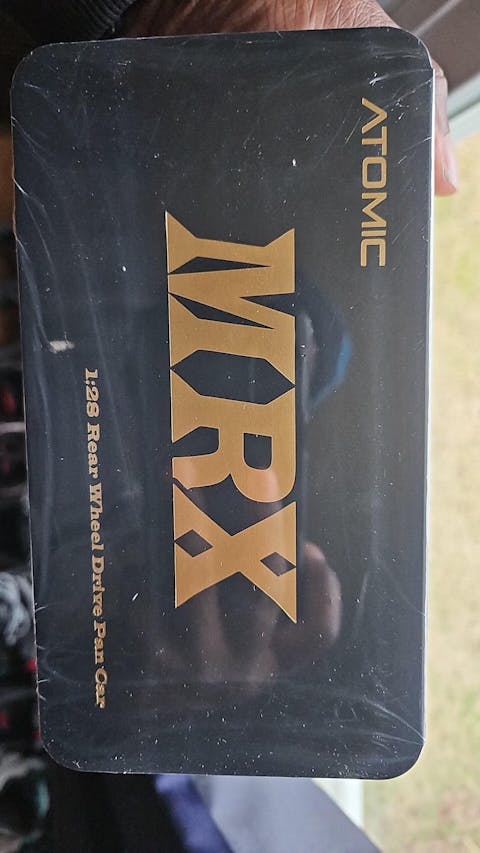 ATOMIC
MRX
1:28 Rear Wheel Drive Pan Car